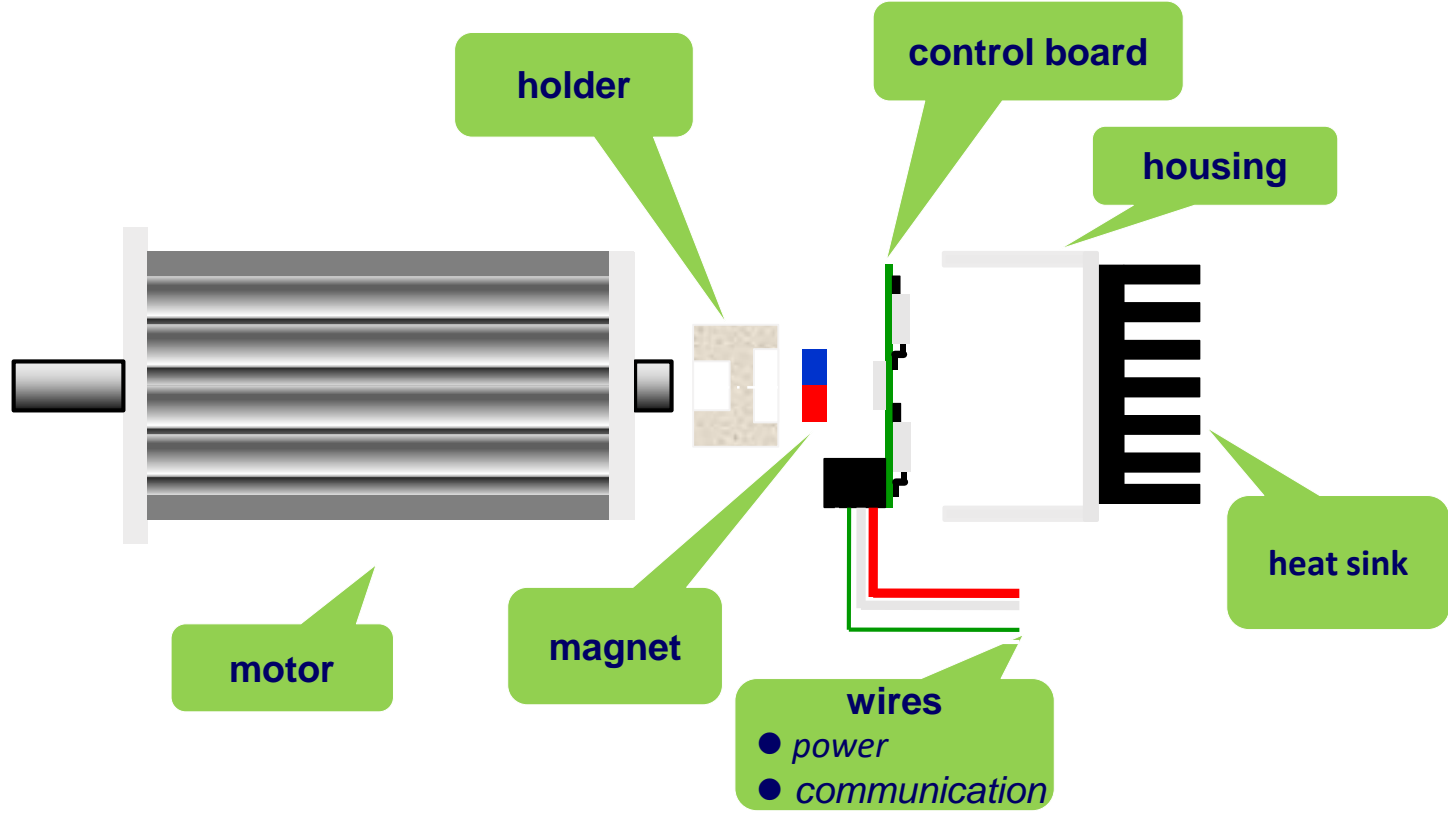 control board
holder
housing
heat sink
magnet
motor
wires
● power
● communication